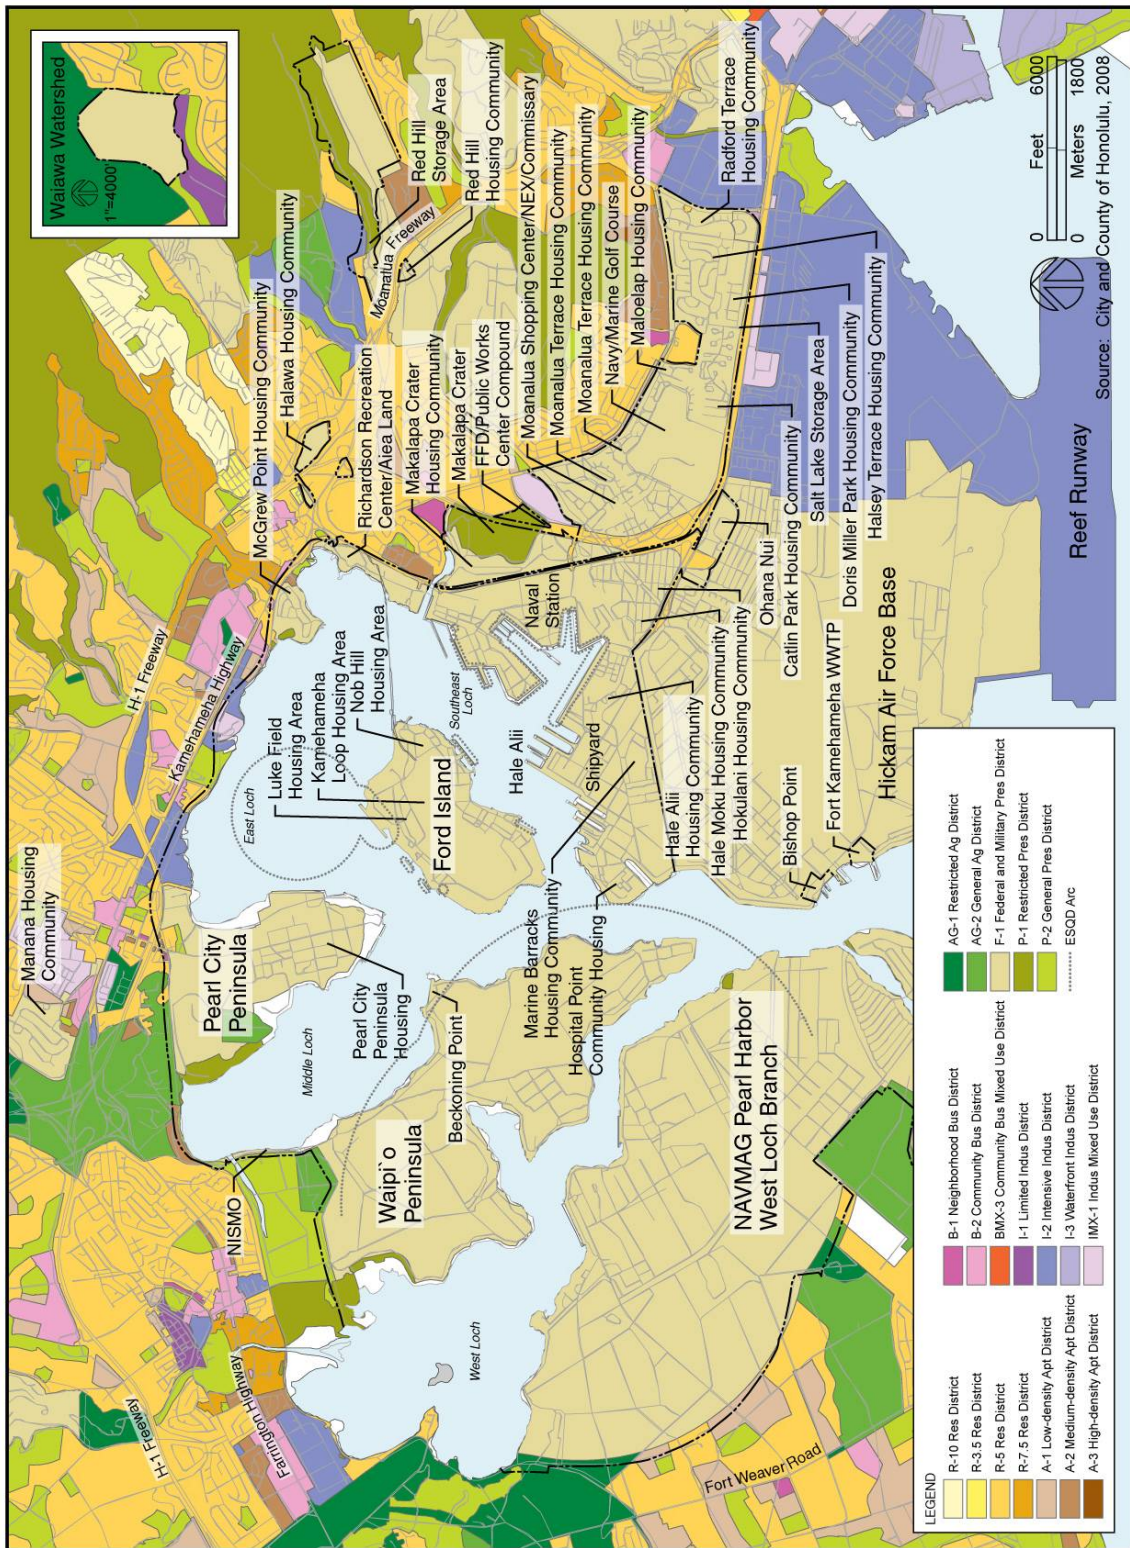 Waiawa Watershed
1"=4000'
Manana Housing
Community
H-1 Freeway
Kamehameha Highway
McGrew Point Housing Community
Halawa Housing Community
Richardson Recreation
Center/Aiea Land
Moanalua Freeway
Red Hill
Storage Area
Red Hill
Housing Community
Makalapa Crater
Housing Community
Makalapa Crater
FFD/Public Works
Center Compound
Moanalua Shopping Center/NEX/Commissary
Moanalua Terrace Housing Community
Moanalua Terrace Housing Community
Navy/Marine Golf Course
Maloelap Housing Community
Radford Terrace
Housing Community
H-1 Freeway
Farrington Highway
NISMO
Pearl City
Peninsula
East Loch
Middle Loch
Luke Field
Housing Area
Kamehameha
Loop Housing Area
Nob Hill
Housing Area
Pearl City
Peninsula
Housing
Ford Island
Southeast
Loch
Naval
Station
Waipi`o
Peninsula
Beckoning Point
Hale Alii
West Loch
Marine Barracks
Housing Community
Hospital Point
Community Housing
Shipyard
Hale Alii
Housing Community
Hale Moku Housing Community
Hokulani Housing Community
Ohana Nui
Catlin Park Housing Community
Salt Lake Storage Area
Doris Miller Park Housing Community
Halsey Terrace Housing Community
NAVMAG Pearl Harbor
West Loch Branch
Bishop Point
Fort Kamehameha WWTP
Hickam Air Force Base
Fort Weaver Road
Reef Runway
0 Feet 6000
0 Meters 1800
Source: City and County of Honolulu, 2008
LEGEND
R-10 Res District
R-3.5 Res District
R-5 Res District
R-7.5 Res District
A-1 Low-density Apt District
A-2 Medium-density Apt District
A-3 High-density Apt District
B-1 Neighborhood Bus District
B-2 Community Bus District
BMX-3 Community Bus Mixed Use District
I-1 Limited Indus District
I-2 Intensive Indus District
I-3 Waterfront Indus District
IMX-1 Indus Mixed Use District
AG-1 Restricted Ag District
AG-2 General Ag District
F-1 Federal and Military Pres District
P-1 Restricted Pres District
P-2 General Pres District
ESQD Arc